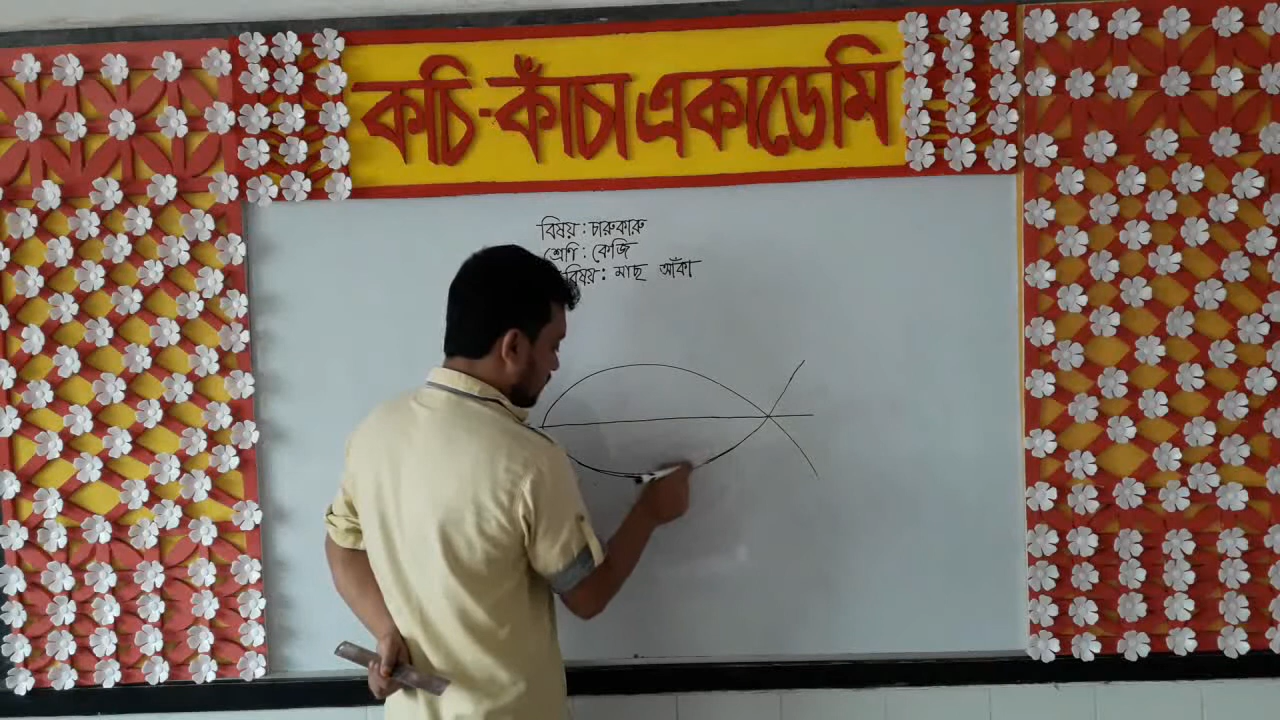 কচি-কাঁচা একাডেমি
বিষয় : চারুকারু
শ্রেণি : কেজি
বিষয় : মাছ আঁকা